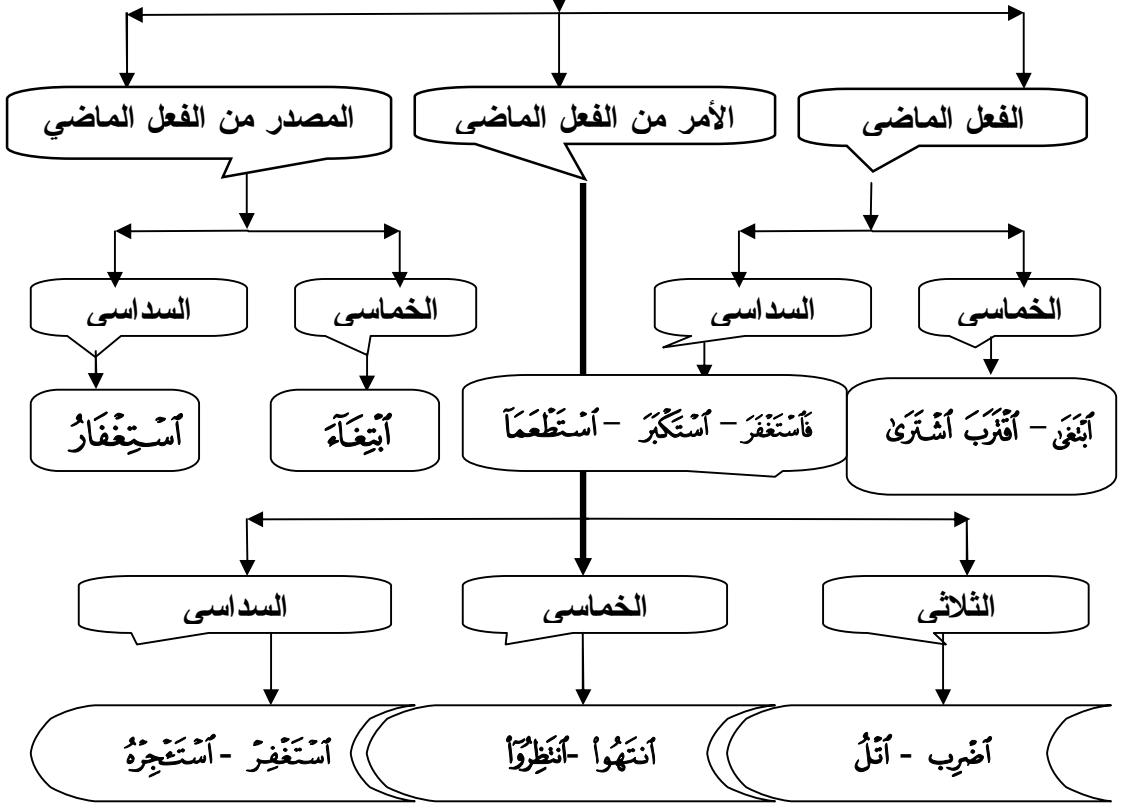 الفعل الماضى
الأمر من الفعل الماضى
المصدر من الفعل الماضي
الخماسى
السداسى
الخماسى
السداسى
ٱبۡتَغَىٰ – ٱقۡتَرَبَ ٱشۡتَرَىٰ
فَٱسۡتَغۡفَرَ – ٱسۡتَكۡبَرَ – ٱسۡتَطۡعَمَآ
ٱبۡتِغَآءَ
ٱسۡتِغۡفَارُ
الثلاثى
الخماسى
السداسى
ٱضۡرِب - ٱتۡلُ
ٱنتَهُواْ -ٱنتَظِرُوٓاْ
ٱسۡتَغۡفِرۡ - ٱسۡتَـٔۡجِرۡهُ